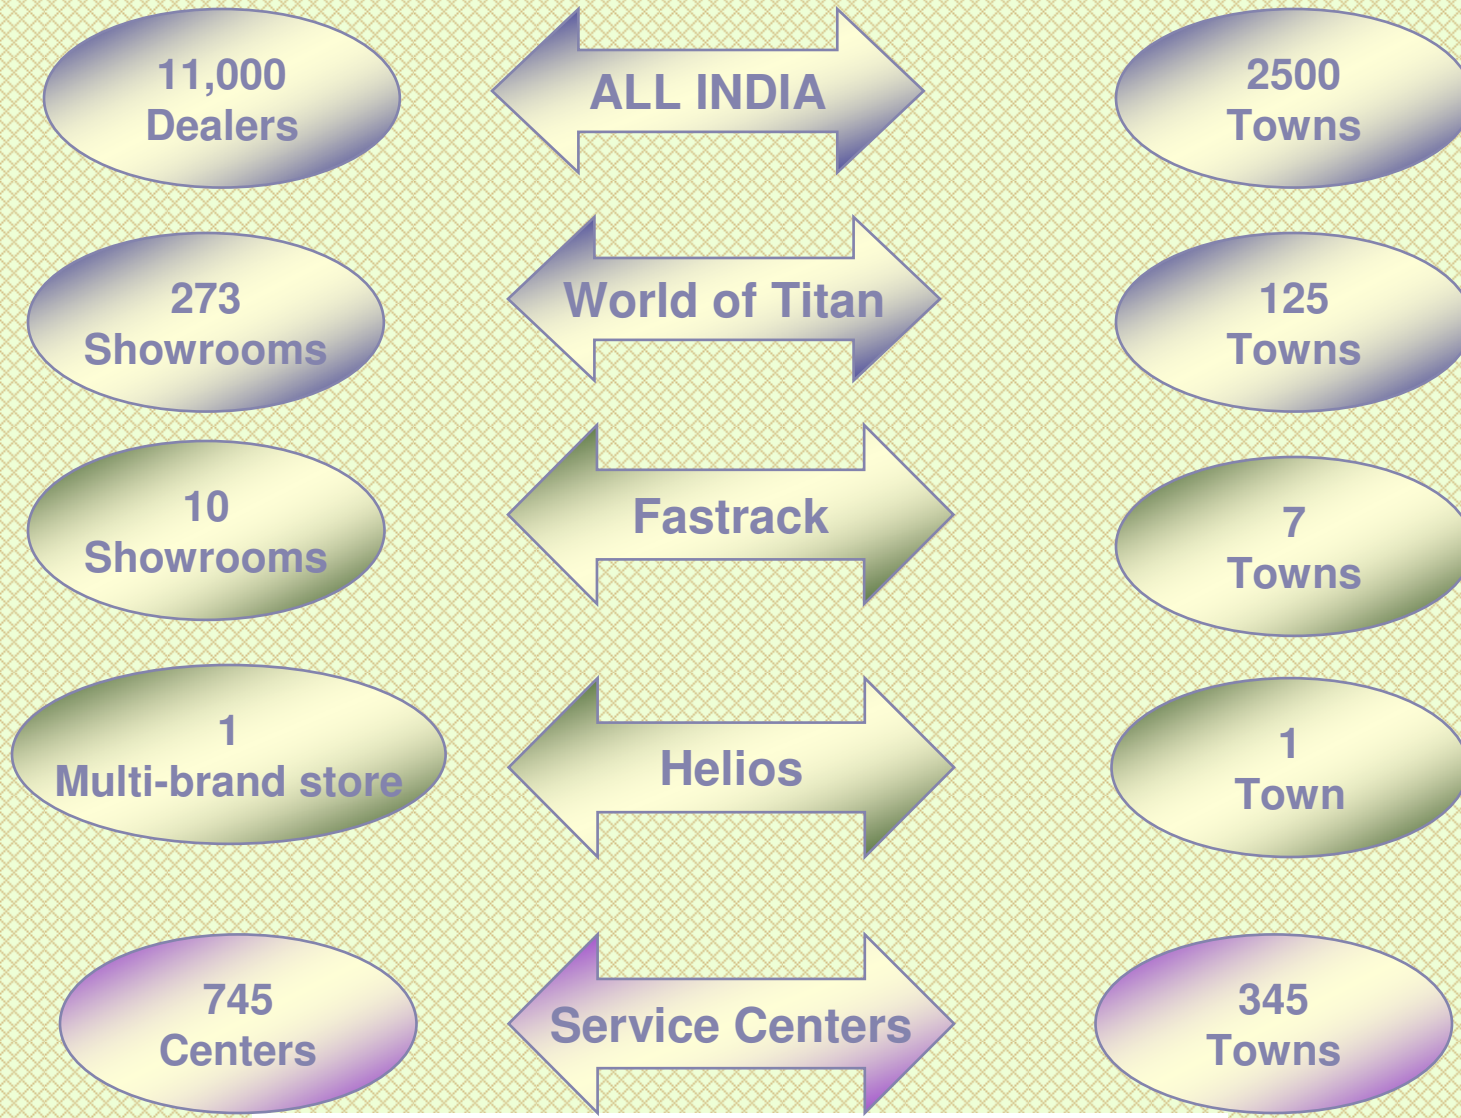 11,000
Dealers
ALL INDIA
2500
Towns
273
Showrooms
World of Titan
125
Towns
10
Showrooms
Fastrack
7
Towns
1
Multi-brand store
Helios
1
Town
745
Centers
Service Centers
345
Towns